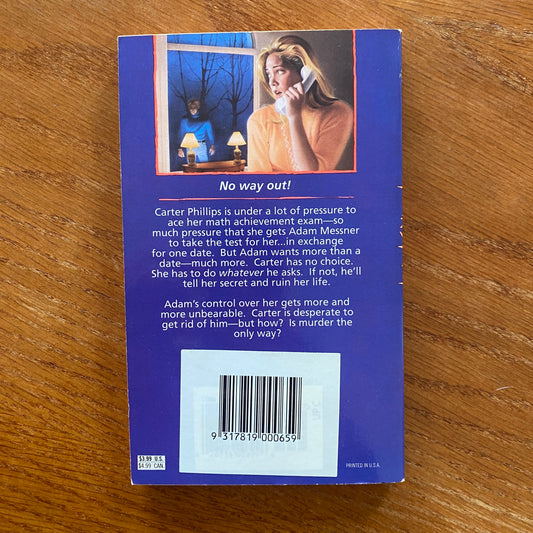 No way out!
Carter Phillips is under a lot of pressure to
ace her math achievement exam—so
much pressure that she gets Adam Messner
to take the test for her...in exchange
for one date. But Adam wants more than a
date—much more. Carter has no choice.
She has to do whatever he asks. If not, he'll
tell her secret and ruin her life.
Adam's control over her gets more and
more unbearable. Carter is desperate to
get rid of him—but how? Is murder the
only way?
9 317819 000659
$3.99 U.S.
$4.99 CAN.
PRINTED IN U.S.A.